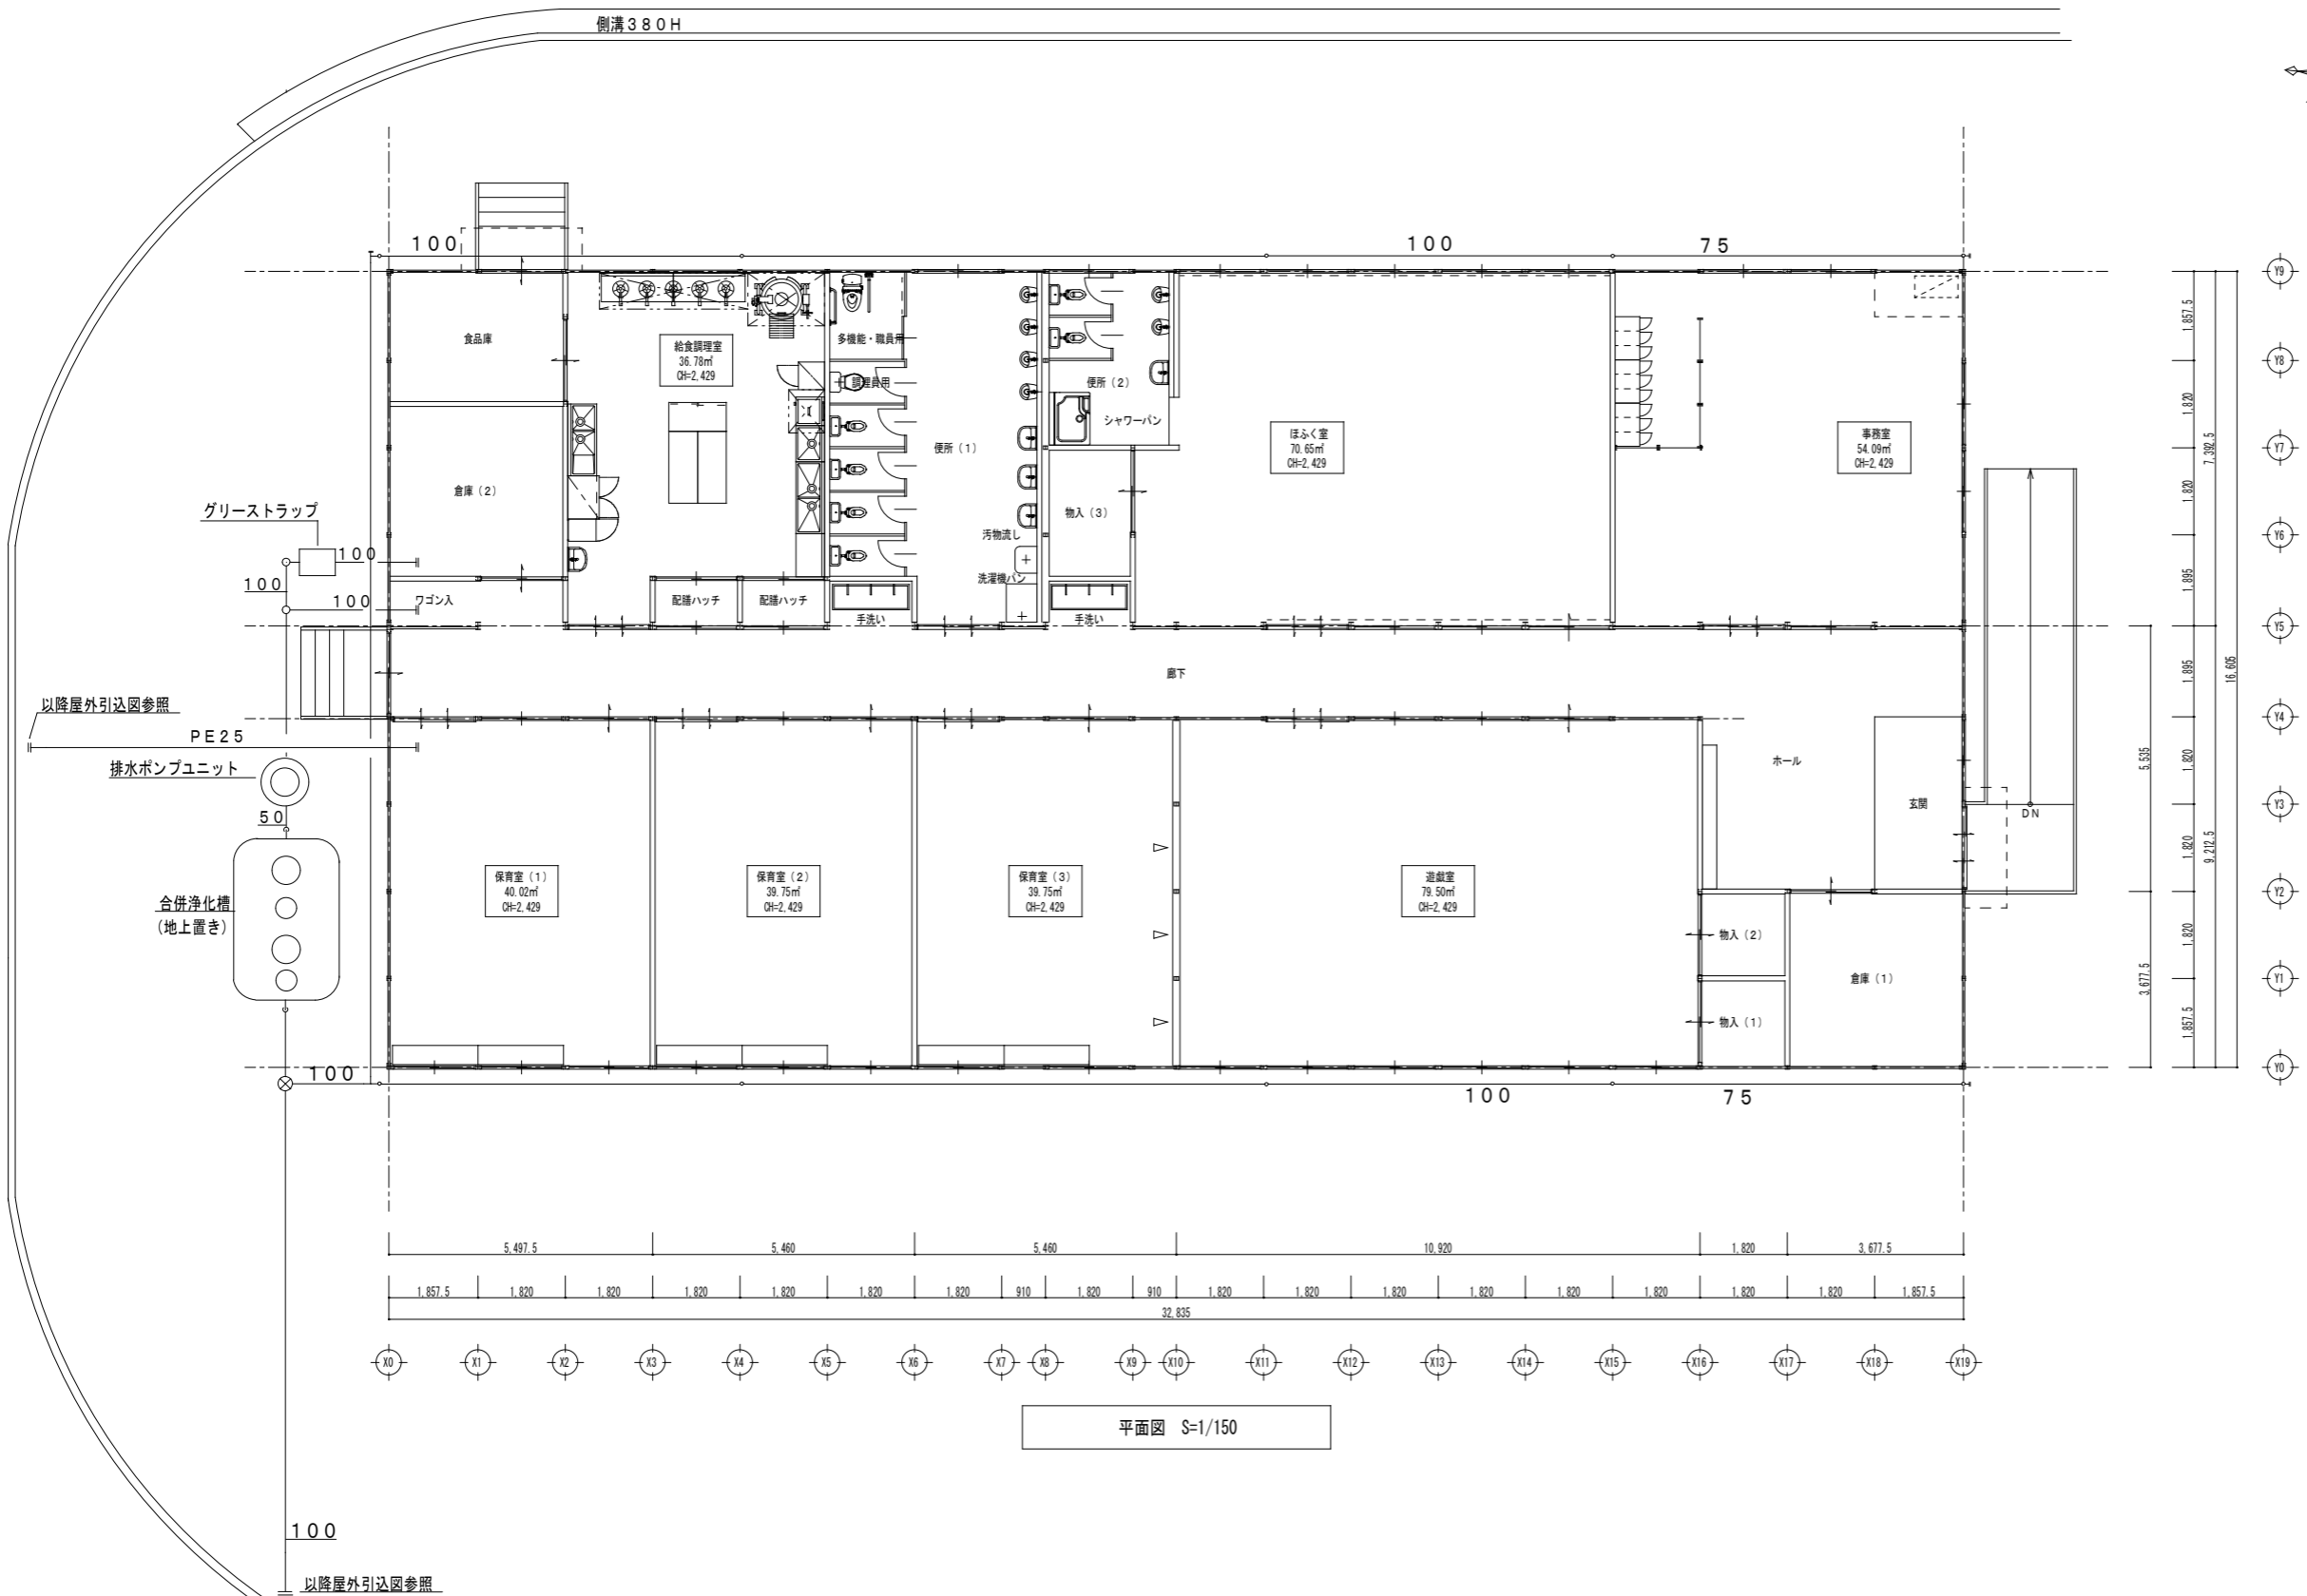 側溝380H
100
100
75
食品庫
給食調理室
36.78㎡
CH=2,429
多機能・職員用
調理員用
便所（1）
便所（2）
シャワーパン
ほふく室
70.65㎡
CH=2,429
事務室
54.09㎡
CH=2,429
倉庫（2）
物入（3）
汚物流し
洗濯機パン
グリーストラップ
100
100
100
ワゴン入
配膳ハッチ
配膳ハッチ
手洗い
手洗い
廊下
以降屋外引込図参照
PE25
排水ポンプユニット
50
合併浄化槽
(地上置き)
保育室（1）
40.02㎡
CH=2,429
保育室（2）
39.75㎡
CH=2,429
保育室（3）
39.75㎡
CH=2,429
遊戯室
79.50㎡
CH=2,429
ホール
玄関
DN
物入（2）
物入（1）
倉庫（1）
100
100
75
1,857.5
1,820
1,820
1,895
1,895
1,820
1,820
1,820
1,857.5
7,392.5
9,212.5
16,605
5,535
3,677.5
Y9
Y8
Y7
Y6
Y5
Y4
Y3
Y2
Y1
Y0
5,497.5 5,460 5,460 10,920 1,820 3,677.5
1,857.5 1,820 1,820 1,820 1,820 1,820 1,820 910 1,820 910 1,820 1,820 1,820 1,820 1,820 1,820 1,820 1,820 1,857.5
32,835
X0 X1 X2 X3 X4 X5 X6 X7 X8 X9 X10 X11 X12 X13 X14 X15 X16 X17 X18 X19
平面図 S=1/150
100
以降屋外引込図参照